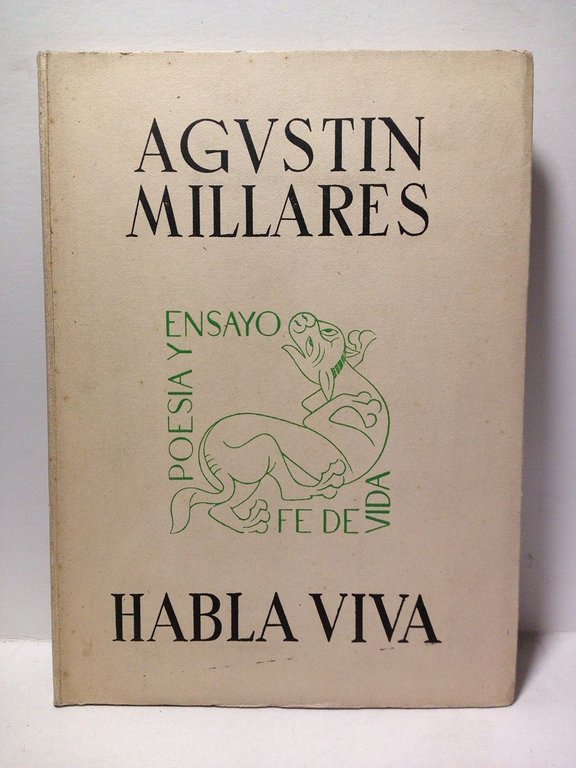 AGVSTIN
MILLARES
POESIA Y
ENSAYO
FE DE
VIDA
HABLA VIVA